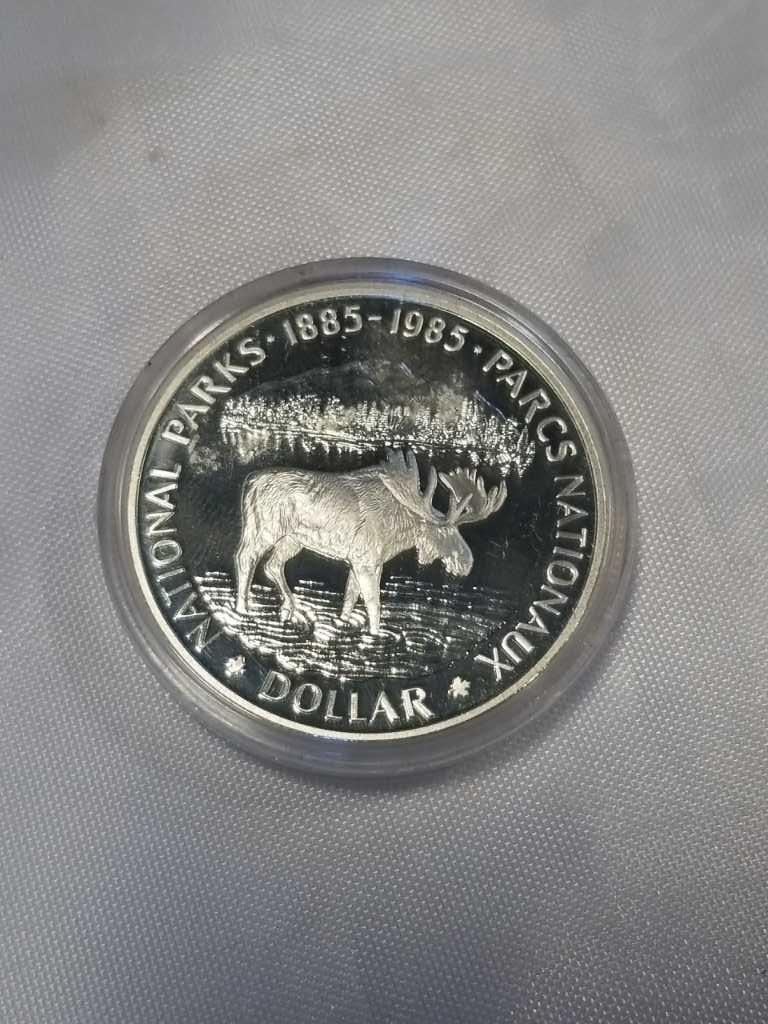 NATIONAL PARKS · 1885-1985 · PARCS NATIONAUX
DOLLAR